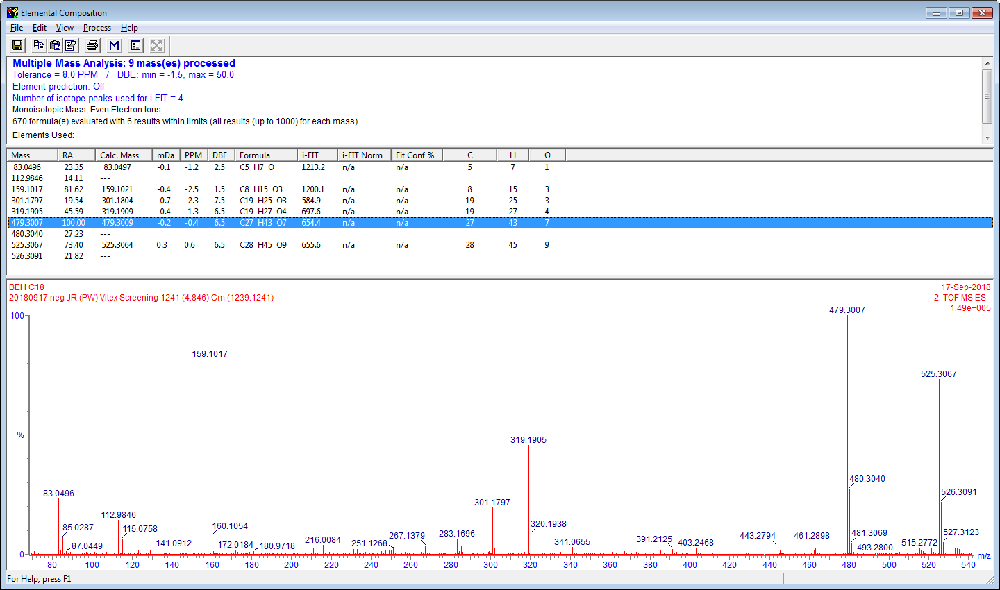 Elemental Composition
File Edit View Process Help
Multiple Mass Analysis: 9 mass(es) processed
Tolerance = 8.0 PPM / DBE: min = -1.5, max = 50.0
Element prediction: Off
Number of isotope peaks used for i-FIT = 4
Monoisotopic Mass, Even Electron Ions
670 formula(e) evaluated with 6 results within limits (all results (up to 1000) for each mass)
Elements Used:
Mass RA Calc. Mass mDa PPM DBE Formula i-FIT i-FIT Norm Fit Conf % C H O
83.0496 23.35 83.0497 -0.1 -1.2 2.5 C5 H7 O 1213.2 n/a n/a 5 7 1
112.9846 14.11 ---
159.1017 81.62 159.1021 -0.4 -2.5 1.5 C8 H15 O3 1200.1 n/a n/a 8 15 3
301.1797 19.54 301.1804 -0.7 -2.3 7.5 C19 H25 O3 584.9 n/a n/a 19 25 3
319.1905 45.59 319.1909 -0.4 -1.3 6.5 C19 H27 O4 697.6 n/a n/a 19 27 4
479.3007 100.00 479.3009 -0.2 -0.4 6.5 C27 H43 O7 654.4 n/a n/a 27 43 7
480.3040 27.23 ---
525.3067 73.40 525.3064 0.3 0.6 6.5 C28 H45 O9 655.6 n/a n/a 28 45 9
526.3091 21.82 ---
BEH C18 17-Sep-2018
20180917 neg JR (PW) Vitex Screening 1241 (4.846) Cm (1239:1241) 2: TOF MS ES-
1.49e+005
100
479.3007
159.1017
525.3067
%
319.1905
480.3040
83.0496
526.3091
301.1797
112.9846
160.1054
85.0287
320.1938
283.1696
267.1379
115.0758
461.2898
481.3069
527.3123
443.2794
216.0084
391.2125
141.0912
251.1268
341.0655
403.2468
515.2772
87.0449
172.0184
180.9718
493.2800
0
80 100 120 140 160 180 200 220 240 260 280 300 320 340 360 380 400 420 440 460 480 500 520 540
m/z
For Help, press F1